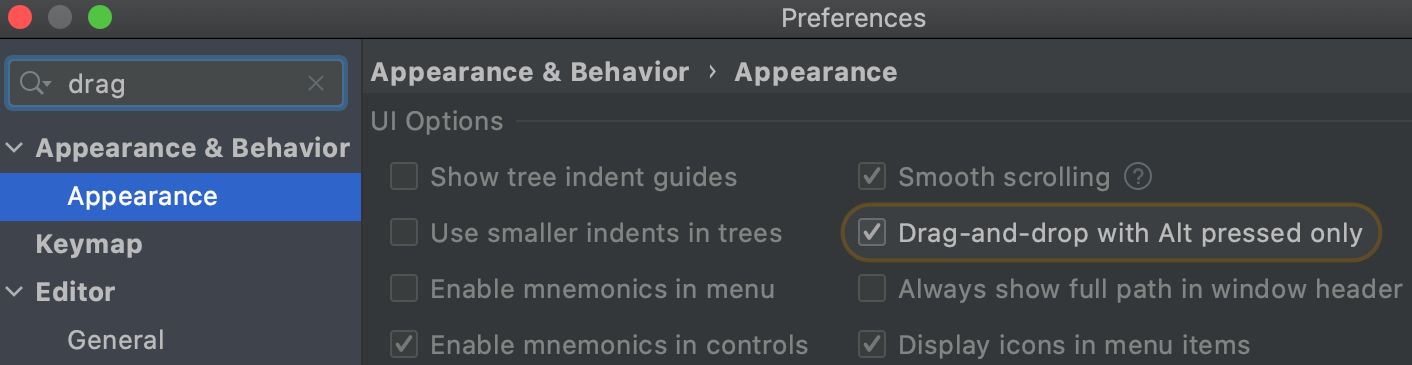 Preferences
drag
Appearance & Behavior
Appearance
Keymap
Editor
General
Appearance & Behavior › Appearance
UI Options
Show tree indent guides
Smooth scrolling ?
Use smaller indents in trees
Drag-and-drop with Alt pressed only
Enable mnemonics in menu
Always show full path in window header
Enable mnemonics in controls
Display icons in menu items